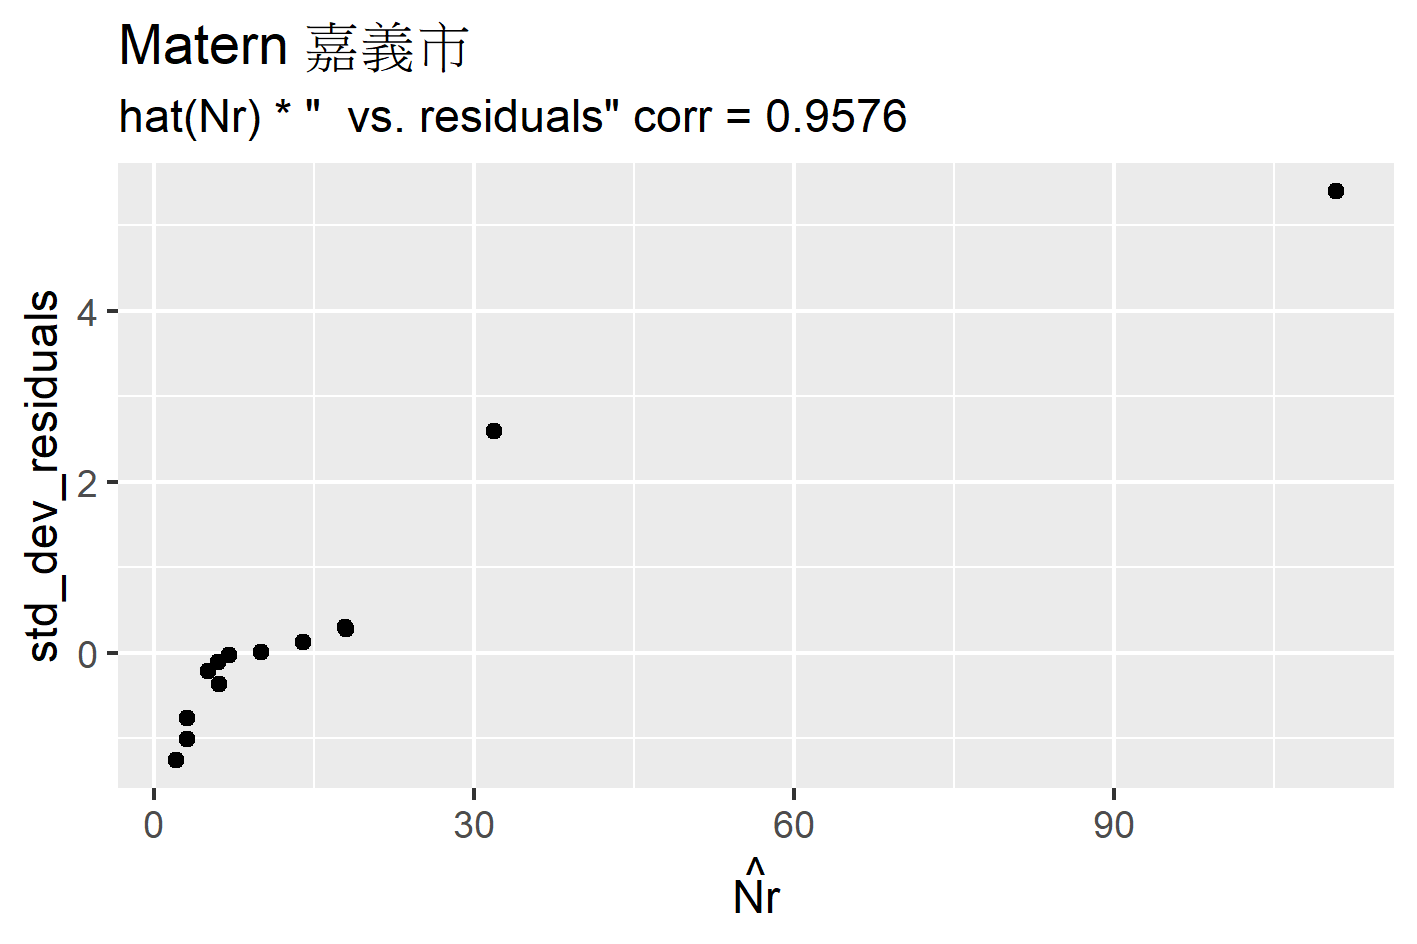 Matern 嘉義市
hat(Nr) * "  vs. residuals" corr = 0.9576
std_dev_residuals
4
2
0
0 30 60 90
^
Nr